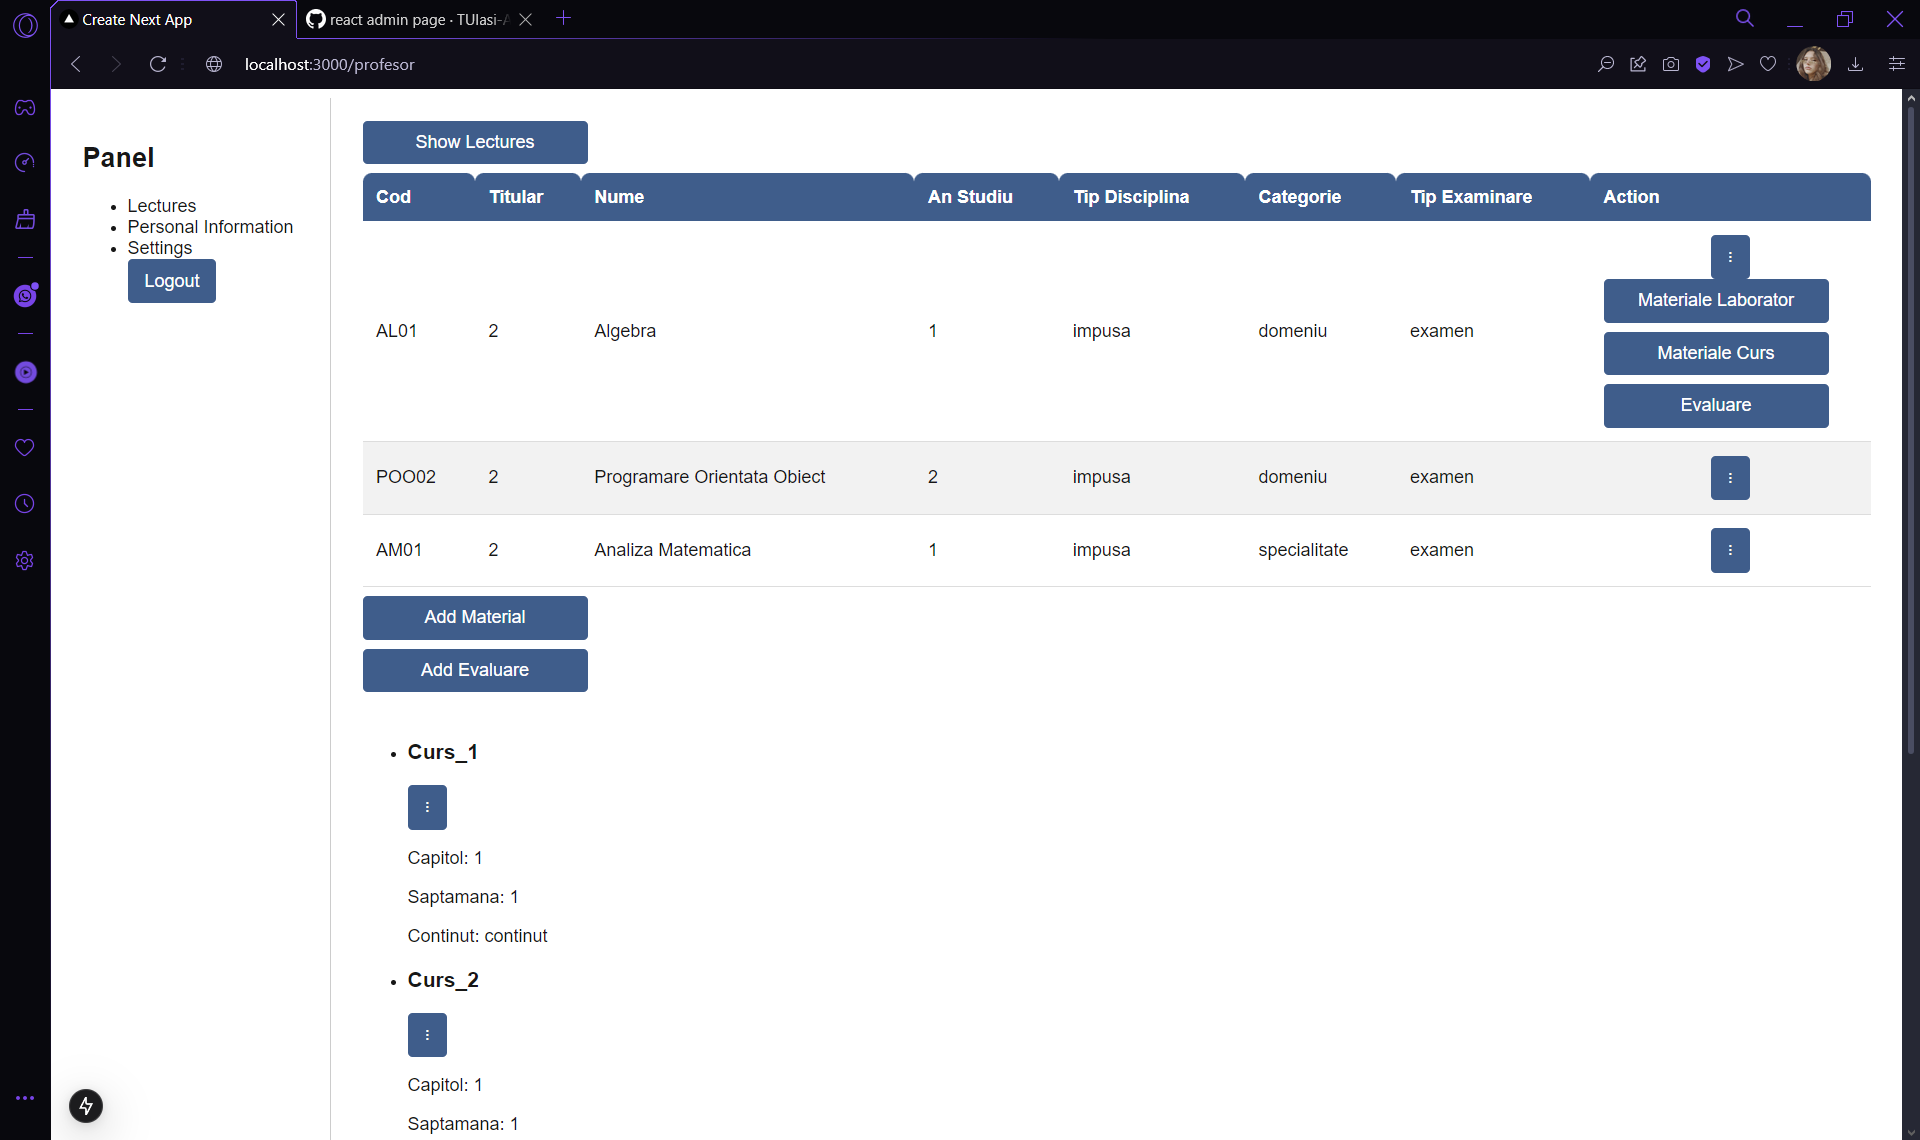 Create Next App
react admin page · TUIasi-A
localhost:3000/profesor
Panel
Lectures
Personal Information
Settings
Logout
Show Lectures
Cod Titular Nume An Studiu Tip Disciplina Categorie Tip Examinare Action
AL01 2 Algebra 1 impusa domeniu examen
Materiale Laborator
Materiale Curs
Evaluare
POO02 2 Programare Orientata Obiect 2 impusa domeniu examen
AM01 2 Analiza Matematica 1 impusa specialitate examen
Add Material
Add Evaluare
Curs_1
Capitol: 1
Saptamana: 1
Continut: continut
Curs_2
Capitol: 1
Saptamana: 1